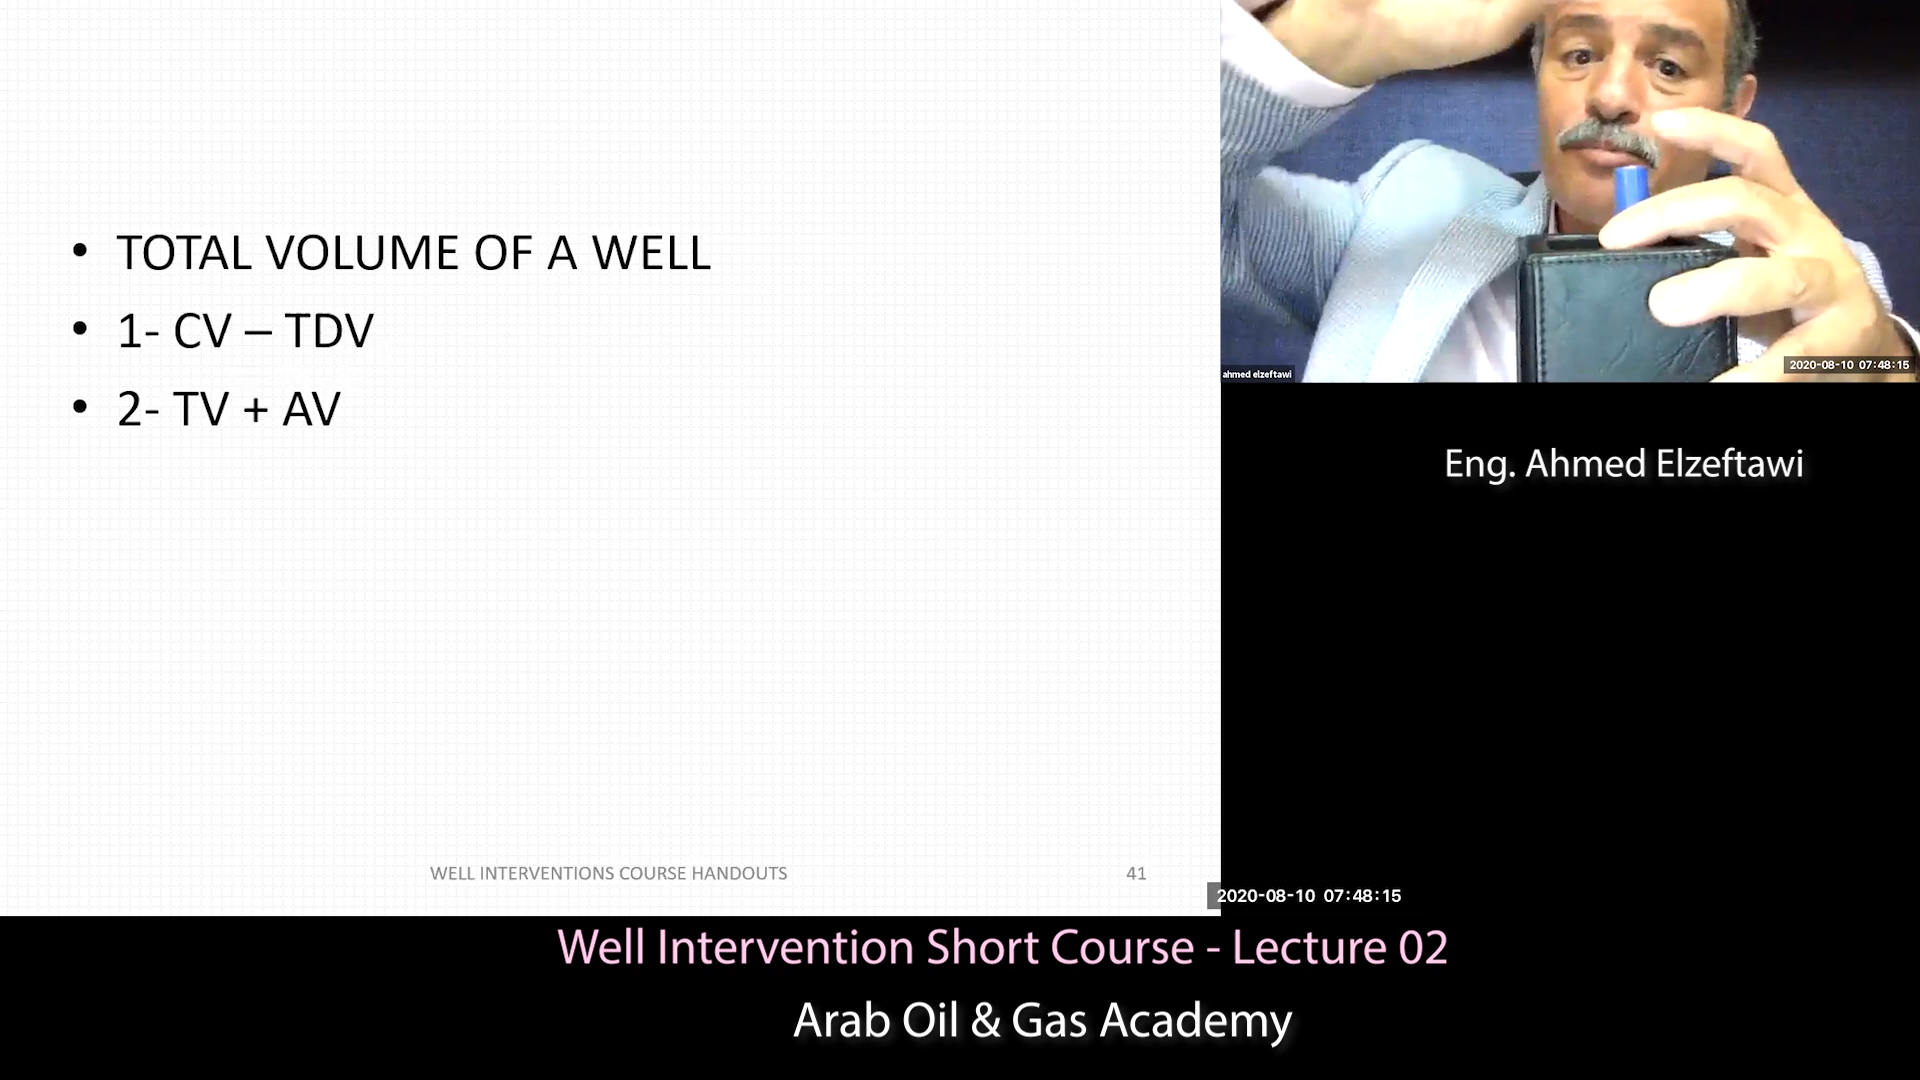 • TOTAL VOLUME OF A WELL
• 1- CV – TDV
• 2- TV + AV
WELL INTERVENTIONS COURSE HANDOUTS
41
ahmed elzeftawi
2020-08-10 07:48:15
Eng. Ahmed Elzeftawi
2020-08-10 07:48:15
Well Intervention Short Course - Lecture 02
Arab Oil & Gas Academy